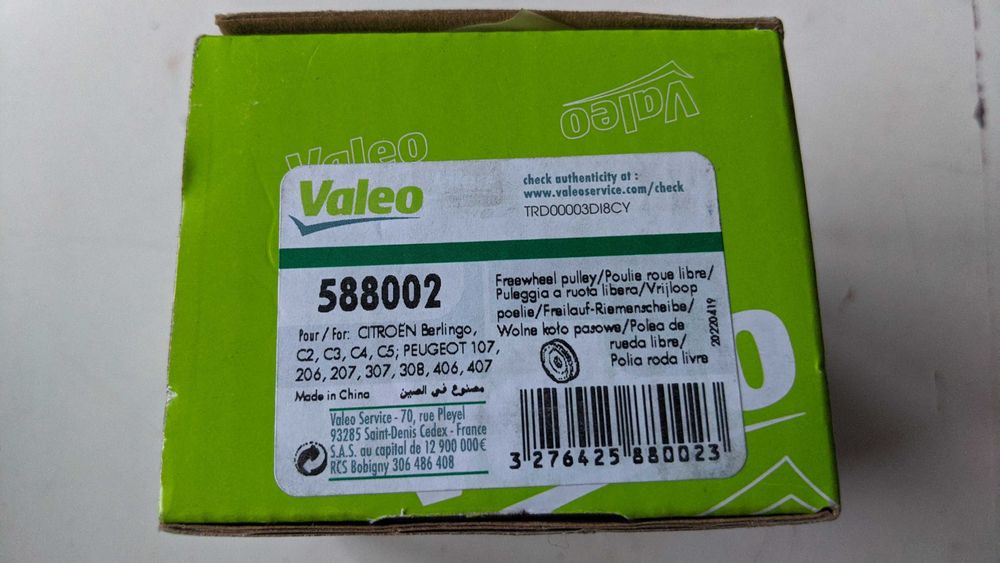 Valeo
Valeo
Valeo
check authenticity at :
www.valeoservice.com/check
TRD00003DI8CY
588002
Pour / For: CITROËN Berlingo,
C2, C3, C4, C5; PEUGEOT 107,
206, 207, 307, 308, 406, 407
Made in China مصنوع في الصين
Freewheel pulley/Poulie roue libre/
Puleggia a ruota libera/Vrijloop
poelie/Freilauf-Riemenscheibe/
Wolne koło pasowe/Polea de
rueda libre/
Polia roda livre
20220419
Valeo Service - 70, rue Pleyel
93285 Saint-Denis Cedex - France
S.A.S. au capital de 12 900 000€
RCS Bobigny 306 486 408
3 276425 880023